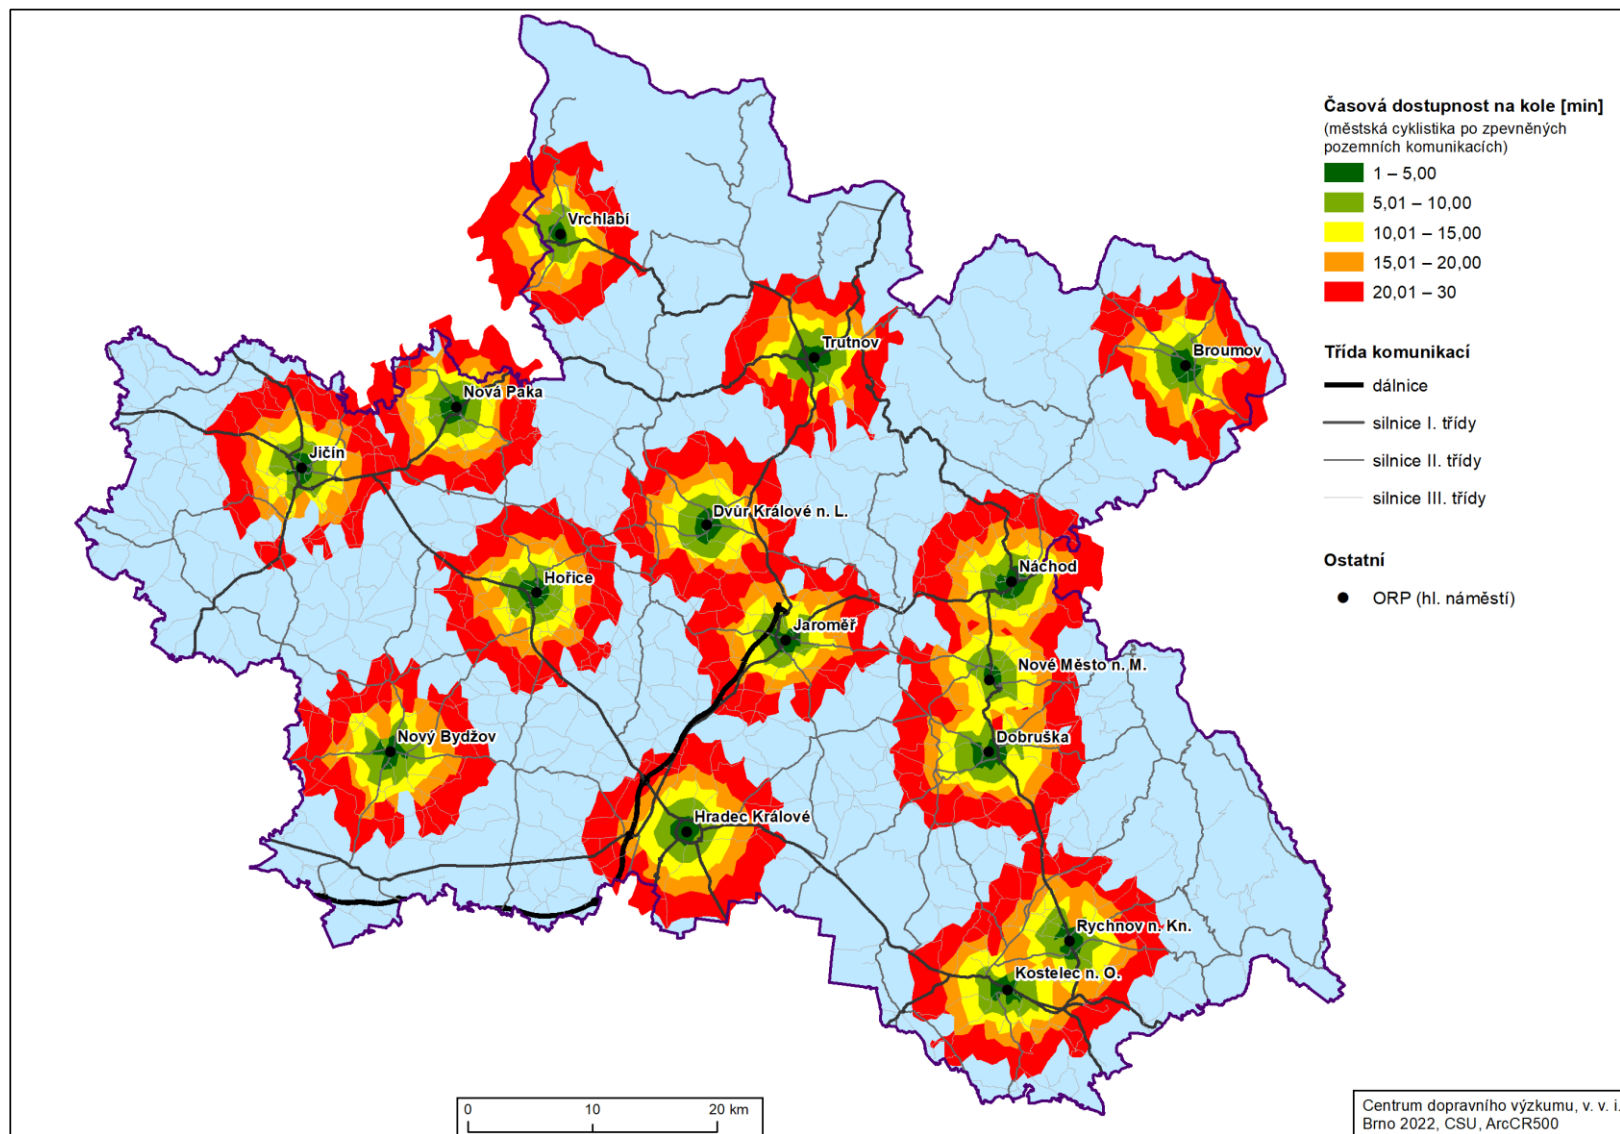 Časová dostupnost na kole [min]
(městská cyklistika po zpevněných
pozemních komunikacích)
1 – 5,00
5,01 – 10,00
10,01 – 15,00
15,01 – 20,00
20,01 – 30
Třída komunikací
dálnice
silnice I. třídy
silnice II. třídy
silnice III. třídy
Ostatní
ORP (hl. náměstí)
Vrchlabí
Trutnov
Broumov
Nová Paka
Jičín
Dvůr Králové n. L.
Náchod
Hořice
Jaroměř
Nové Město n. M.
Nový Bydžov
Dobruška
Hradec Králové
Rychnov n. Kn.
Kostelec n. O.
0 10 20 km
Centrum dopravního výzkumu, v. v. i.
Brno 2022, CSU, ArcCR500